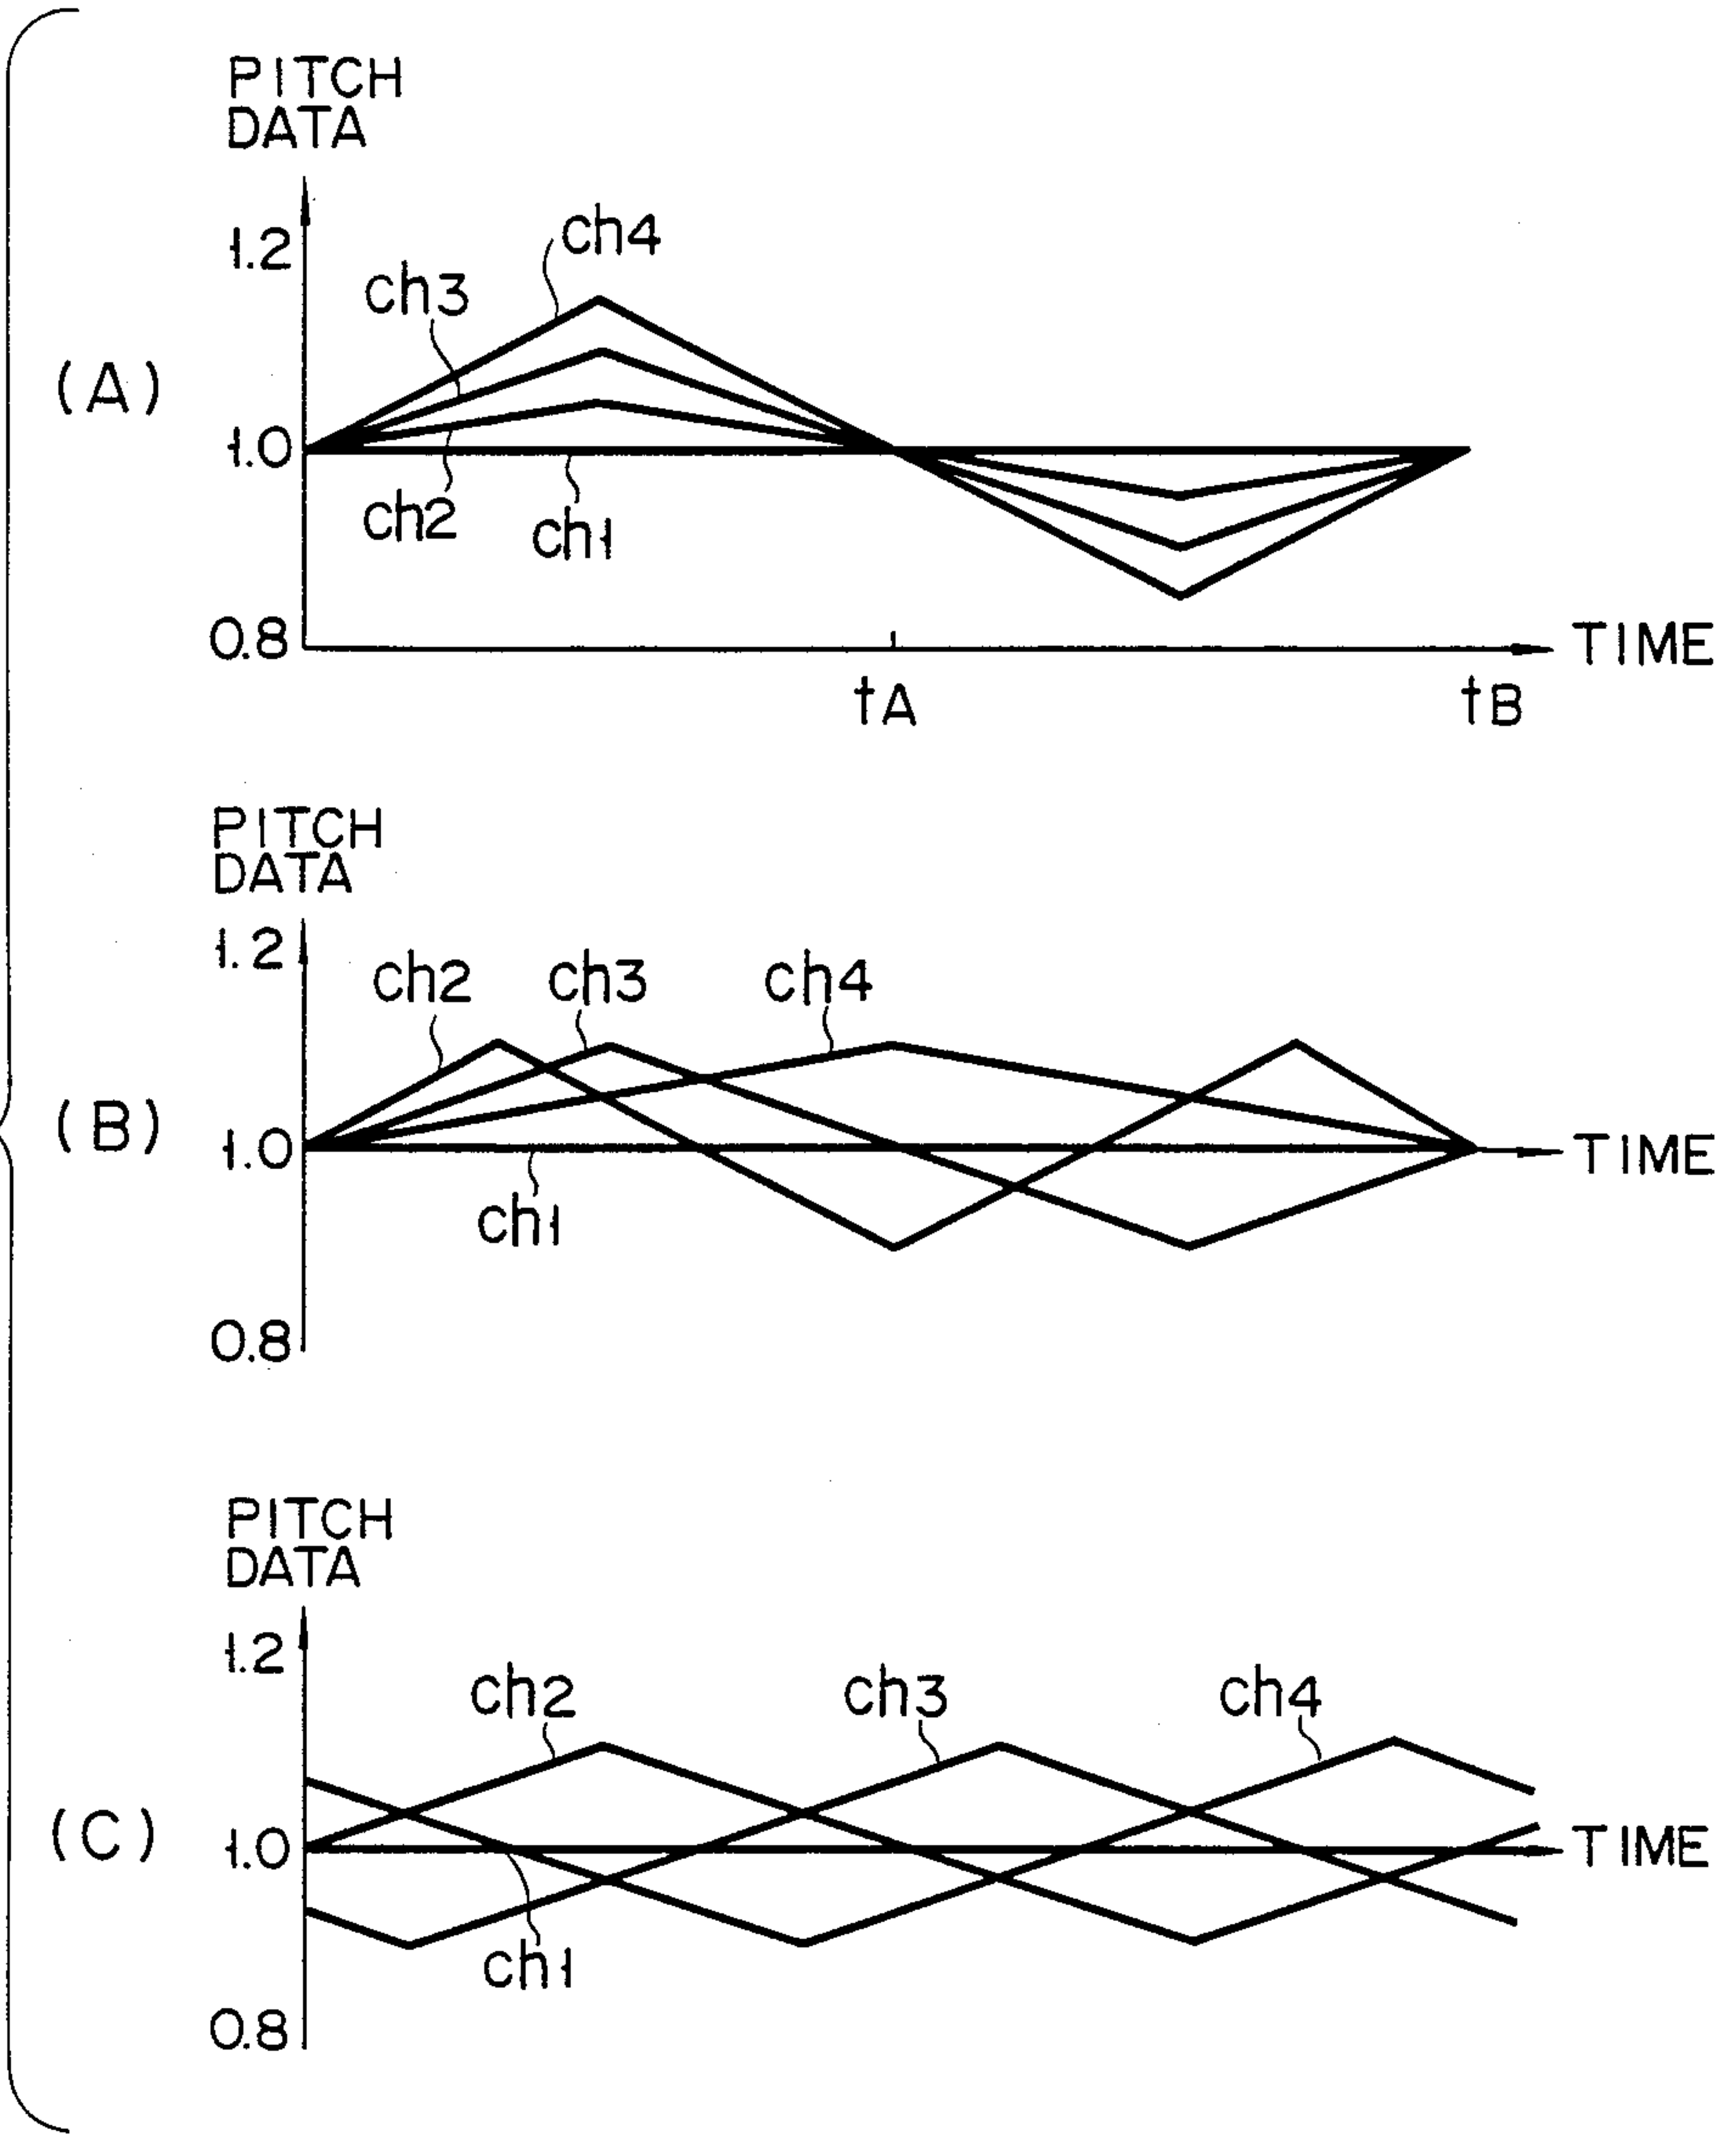 PITCH
DATA
1.2
ch4
ch3
(A)
1.0
ch2
ch1
0.8
TIME
tA
tB
PITCH
DATA
1.2
ch2
ch3
ch4
(B)
1.0
TIME
ch1
0.8
PITCH
DATA
1.2
ch2
ch3
ch4
(C)
1.0
TIME
ch1
0.8